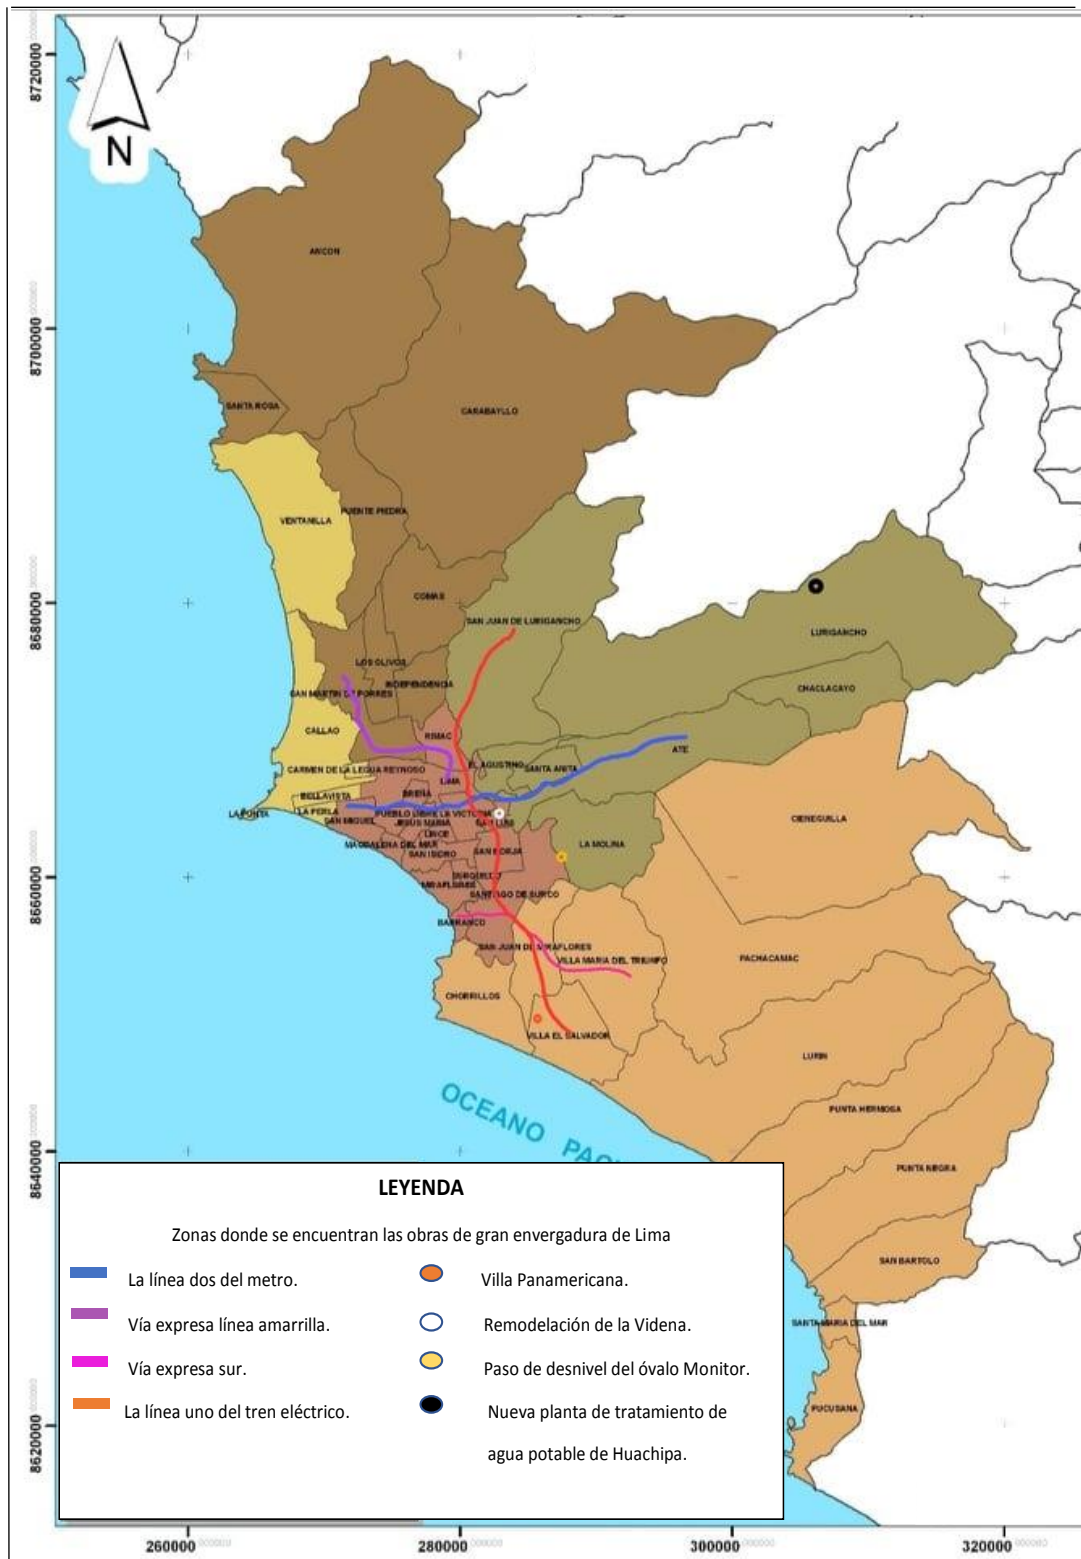 N
8720000
8700000
8680000
8660000
8640000
8620000
260000
280000
300000
320000
ANCON
SANTA ROSA
CARABAYLLO
VENTANILLA
PUENTE PIEDRA
COMAS
SAN JUAN DE LURIGANCHO
LURIGANCHO
LOS OLIVOS
INDEPENDENCIA
SAN MARTIN DE PORRES
CHACLACAYO
CALLAO
RIMAC
ATE
CARMEN DE LA LEGUA REYNOSO
EL AGUSTINO
SANTA ANITA
LIMA
BREÑA
BELLAVISTA
LA PUNTA
LA PERLA
PUEBLO LIBRE
LA VICTORIA
SAN MIGUEL
JESUS MARIA
SAN LUIS
CIENEGUILLA
LINCE
MAGDALENA DEL MAR
SAN ISIDRO
SAN BORJA
LA MOLINA
SURQUILLO
MIRAFLORES
SANTIAGO DE SURCO
BARRANCO
SAN JUAN DE MIRAFLORES
VILLA MARIA DEL TRIUNFO
PACHACAMAC
CHORRILLOS
VILLA EL SALVADOR
LURIN
PUNTA HERMOSA
PUNTA NEGRA
SAN BARTOLO
SANTA MARIA DEL MAR
PUCUSANA
OCEANO PACI
LEYENDA
Zonas donde se encuentran las obras de gran envergadura de Lima
La línea dos del metro.
Vía expresa línea amarrilla.
Vía expresa sur.
La línea uno del tren eléctrico.
Villa Panamericana.
Remodelación de la Videna.
Paso de desnivel del óvalo Monitor.
Nueva planta de tratamiento de
agua potable de Huachipa.